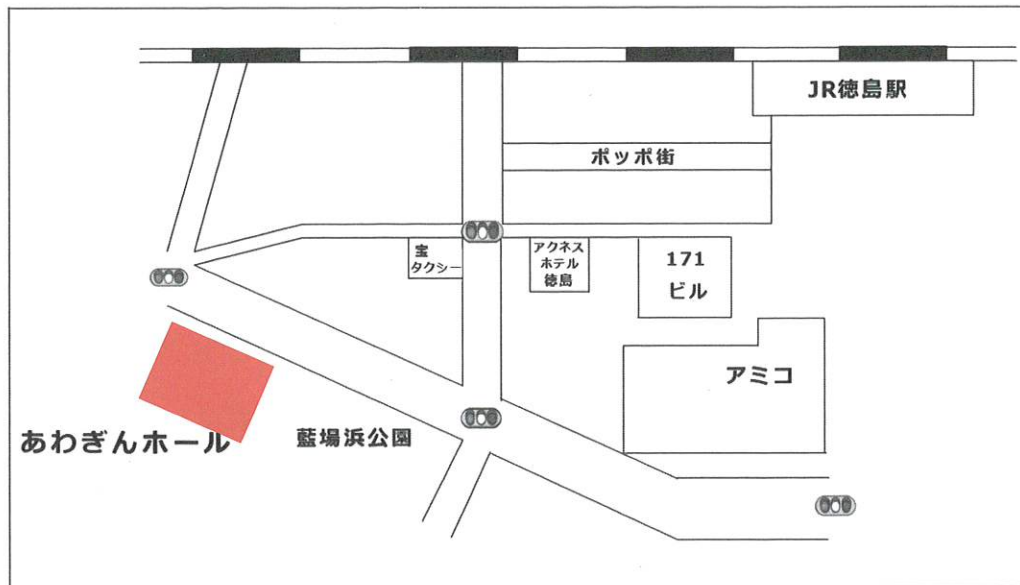 JR徳島駅
ポッポ街
宝
タクシー
アクネス
ホテル
徳島
171
ビル
アミコ
あわぎんホール
藍場浜公園